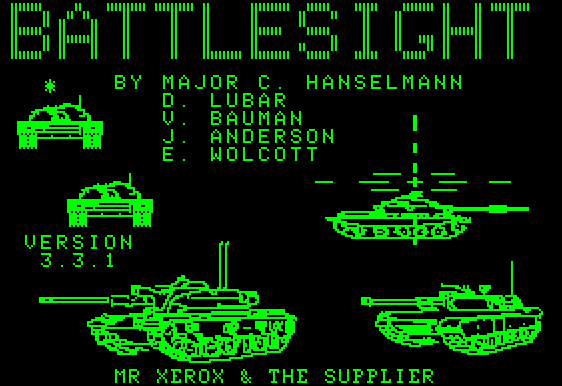 BATTLESIGHT
BY MAJOR C. HANSELMANN
D. LUBAR
V. BAUMAN
J. ANDERSON
E. WOLCOTT
VERSION
3.3.1
MR XEROX & THE SUPPLIER